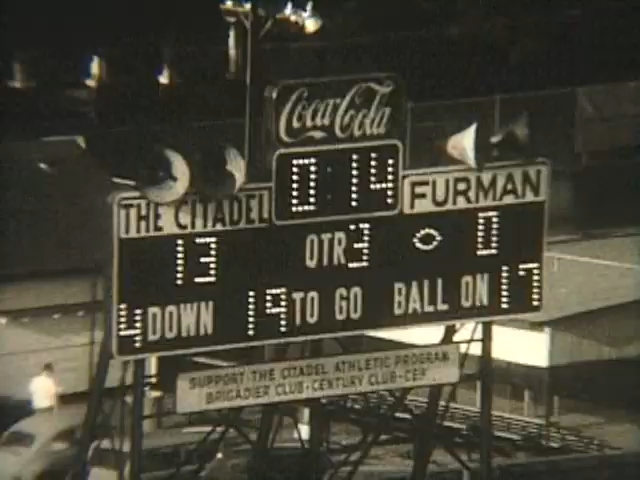 Coca-Cola
0:14
THE CITADEL FURMAN
13 QTR 3 0
4 DOWN 19 TO GO BALL ON 17
SUPPORT THE CITADEL ATHLETIC PROGRAM
BRIGADIER CLUB · CENTURY CLUB